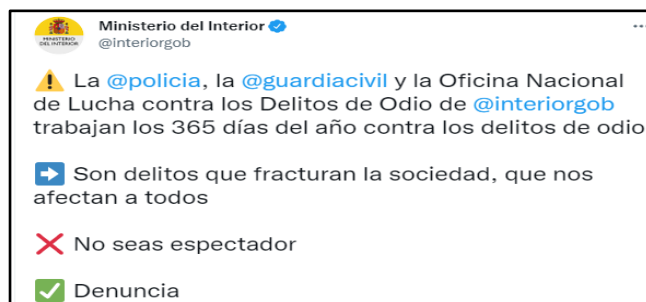 MINISTERIO
DEL INTERIOR
Ministerio del Interior
@interiorgob
⚠️ La @policia, la @guardiacivil y la Oficina Nacional
de Lucha contra los Delitos de Odio de @interiorgob
trabajan los 365 días del año contra los delitos de odio
➡️ Son delitos que fracturan la sociedad, que nos
afectan a todos
❌ No seas espectador
✅ Denuncia